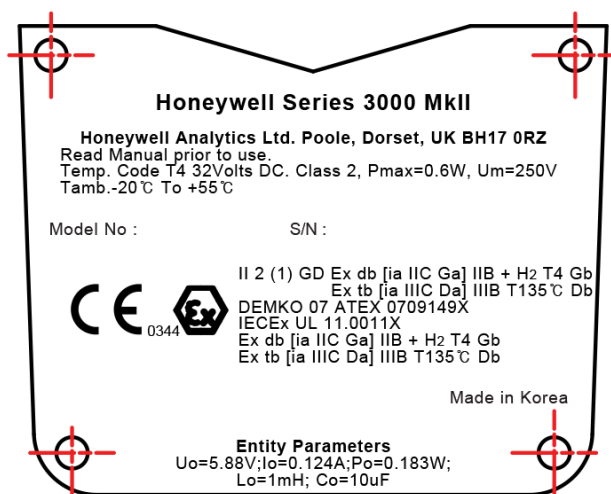 Honeywell Series 3000 MkII
Honeywell Analytics Ltd. Poole, Dorset, UK BH17 0RZ
Read Manual prior to use.
Temp. Code T4 32Volts DC. Class 2, Pmax=0.6W, Um=250V
Tamb.-20℃ To +55℃
Model No : S/N :
II 2 (1) GD Ex db [ia IIC Ga] IIB + H2 T4 Gb
Ex tb [ia IIIC Da] IIIB T135℃ Db
DEMKO 07 ATEX 0709149X
IECEx UL 11.0011X
Ex db [ia IIC Ga] IIB + H2 T4 Gb
Ex tb [ia IIIC Da] IIIB T135℃ Db
CE 0344 Ex
Made in Korea
Entity Parameters
Uo=5.88V;Io=0.124A;Po=0.183W;
Lo=1mH; Co=10uF